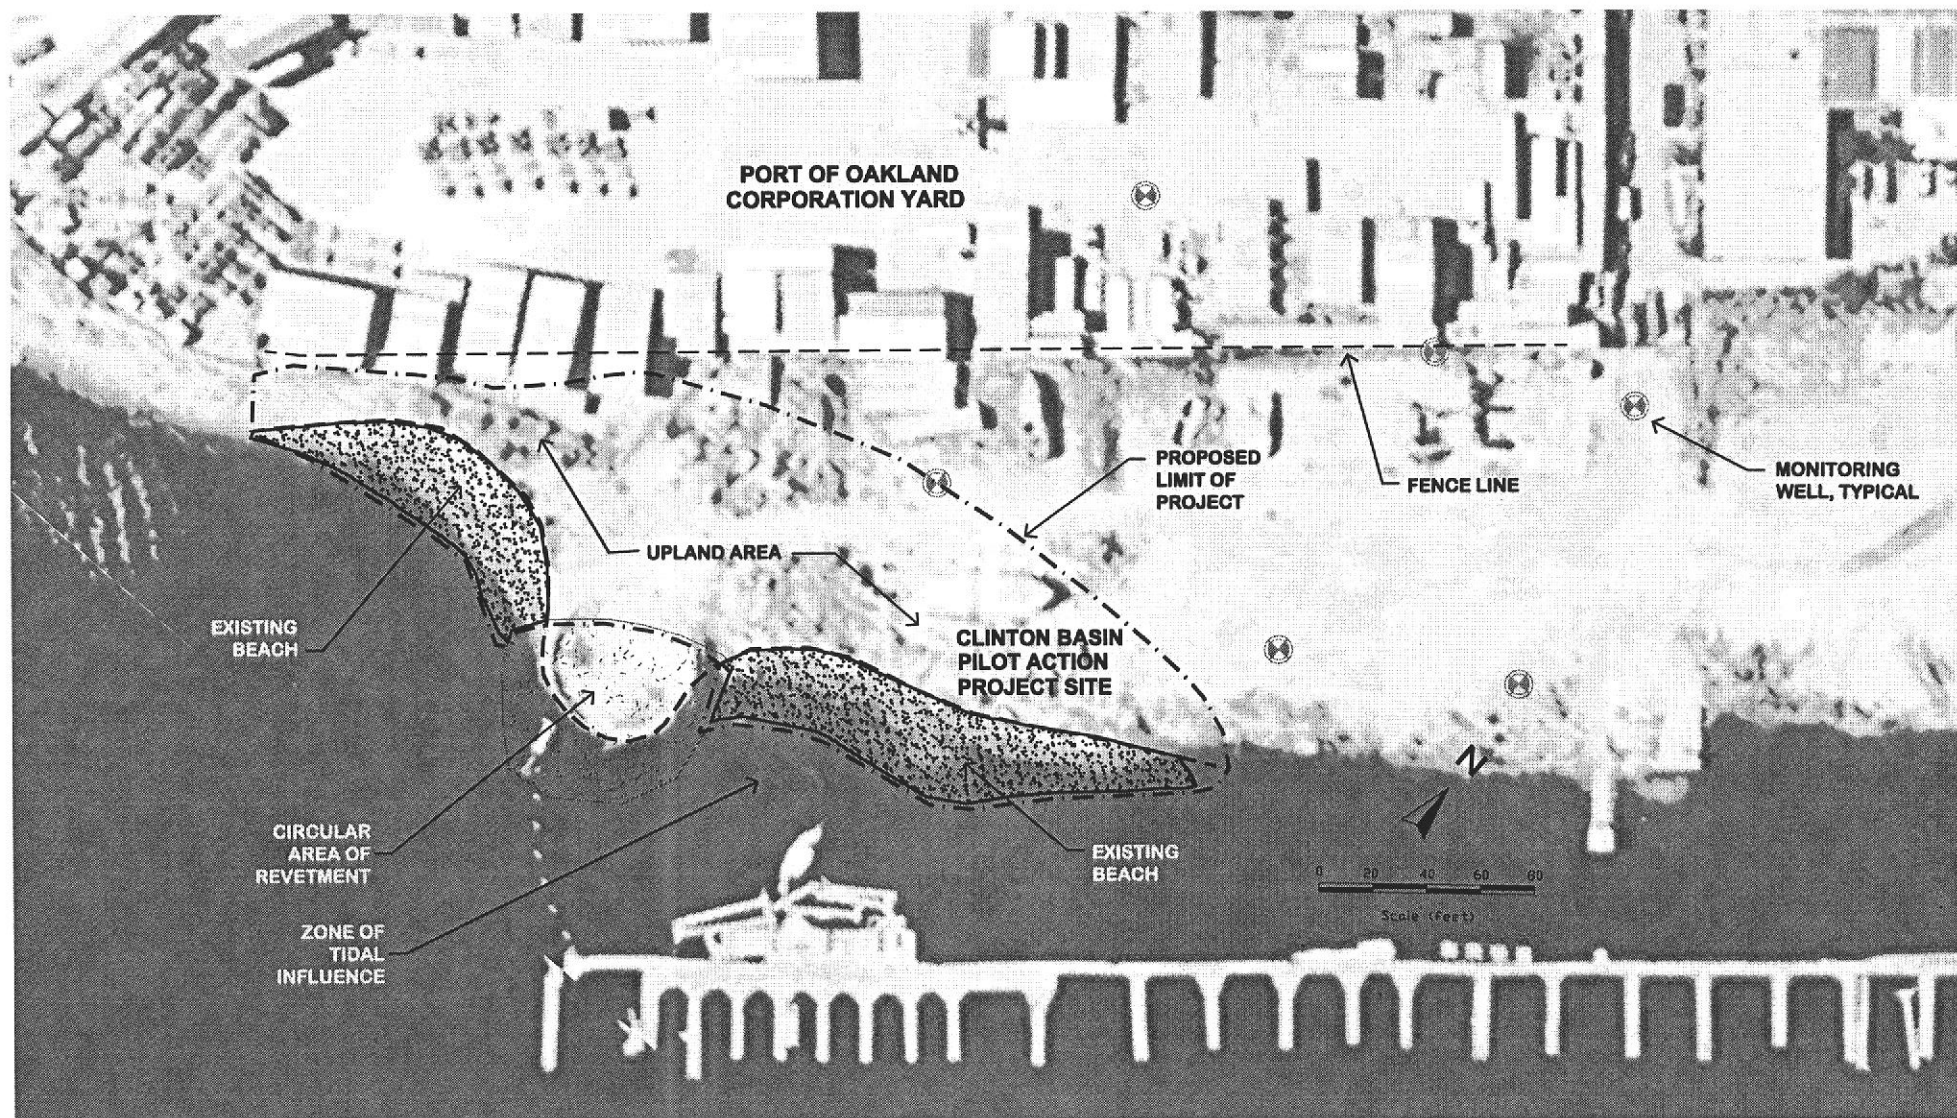 PORT OF OAKLAND
CORPORATION YARD
PROPOSED
LIMIT OF
PROJECT
FENCE LINE
MONITORING
WELL, TYPICAL
UPLAND AREA
EXISTING
BEACH
CLINTON BASIN
PILOT ACTION
PROJECT SITE
N
CIRCULAR
AREA OF
REVETMENT
EXISTING
BEACH
0 20 40 60 80
Scale (feet)
ZONE OF
TIDAL
INFLUENCE